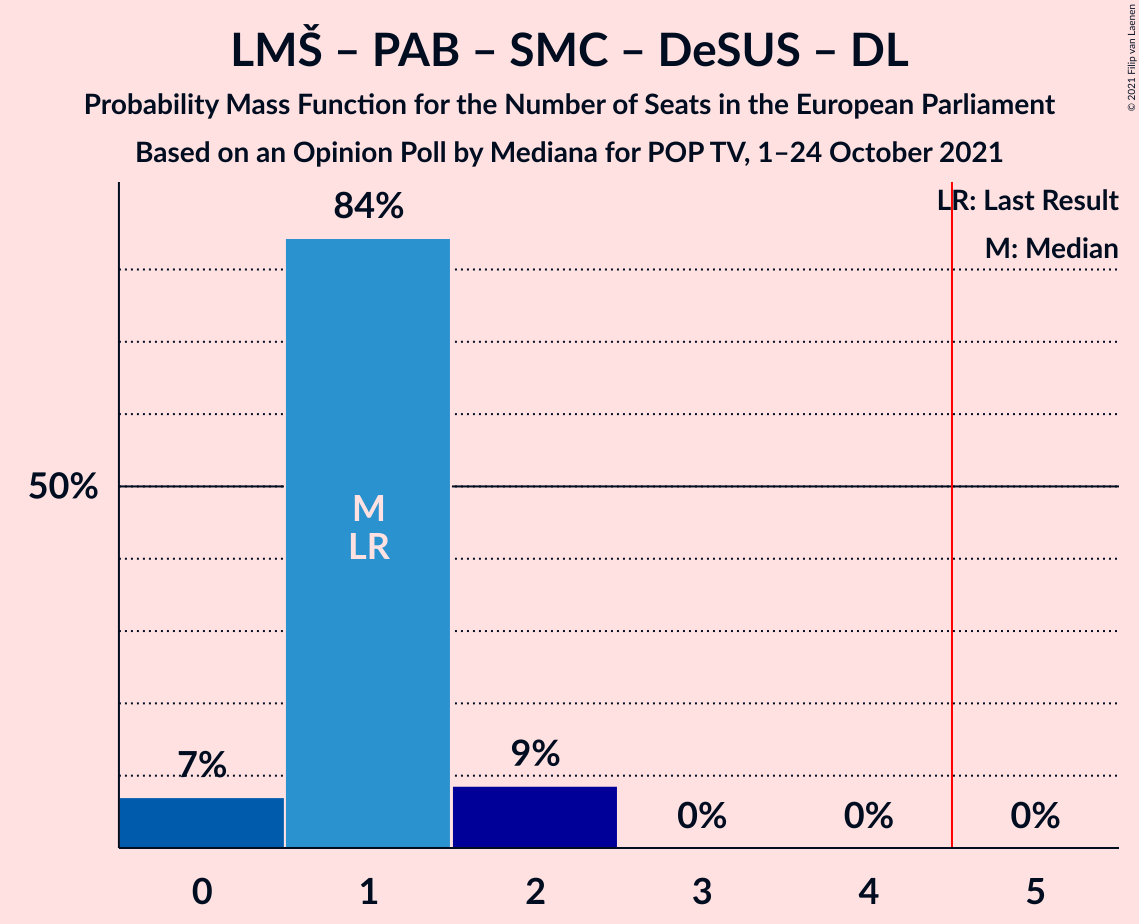 LMŠ – PAB – SMC – DeSUS – DL
Probability Mass Function for the Number of Seats in the European Parliament
Based on an Opinion Poll by Mediana for POP TV, 1–24 October 2021
© 2021 Filip van Laenen
LR: Last Result
M: Median
84%
50%
M
LR
7%
9%
0%
0%
0%
0
1
2
3
4
5